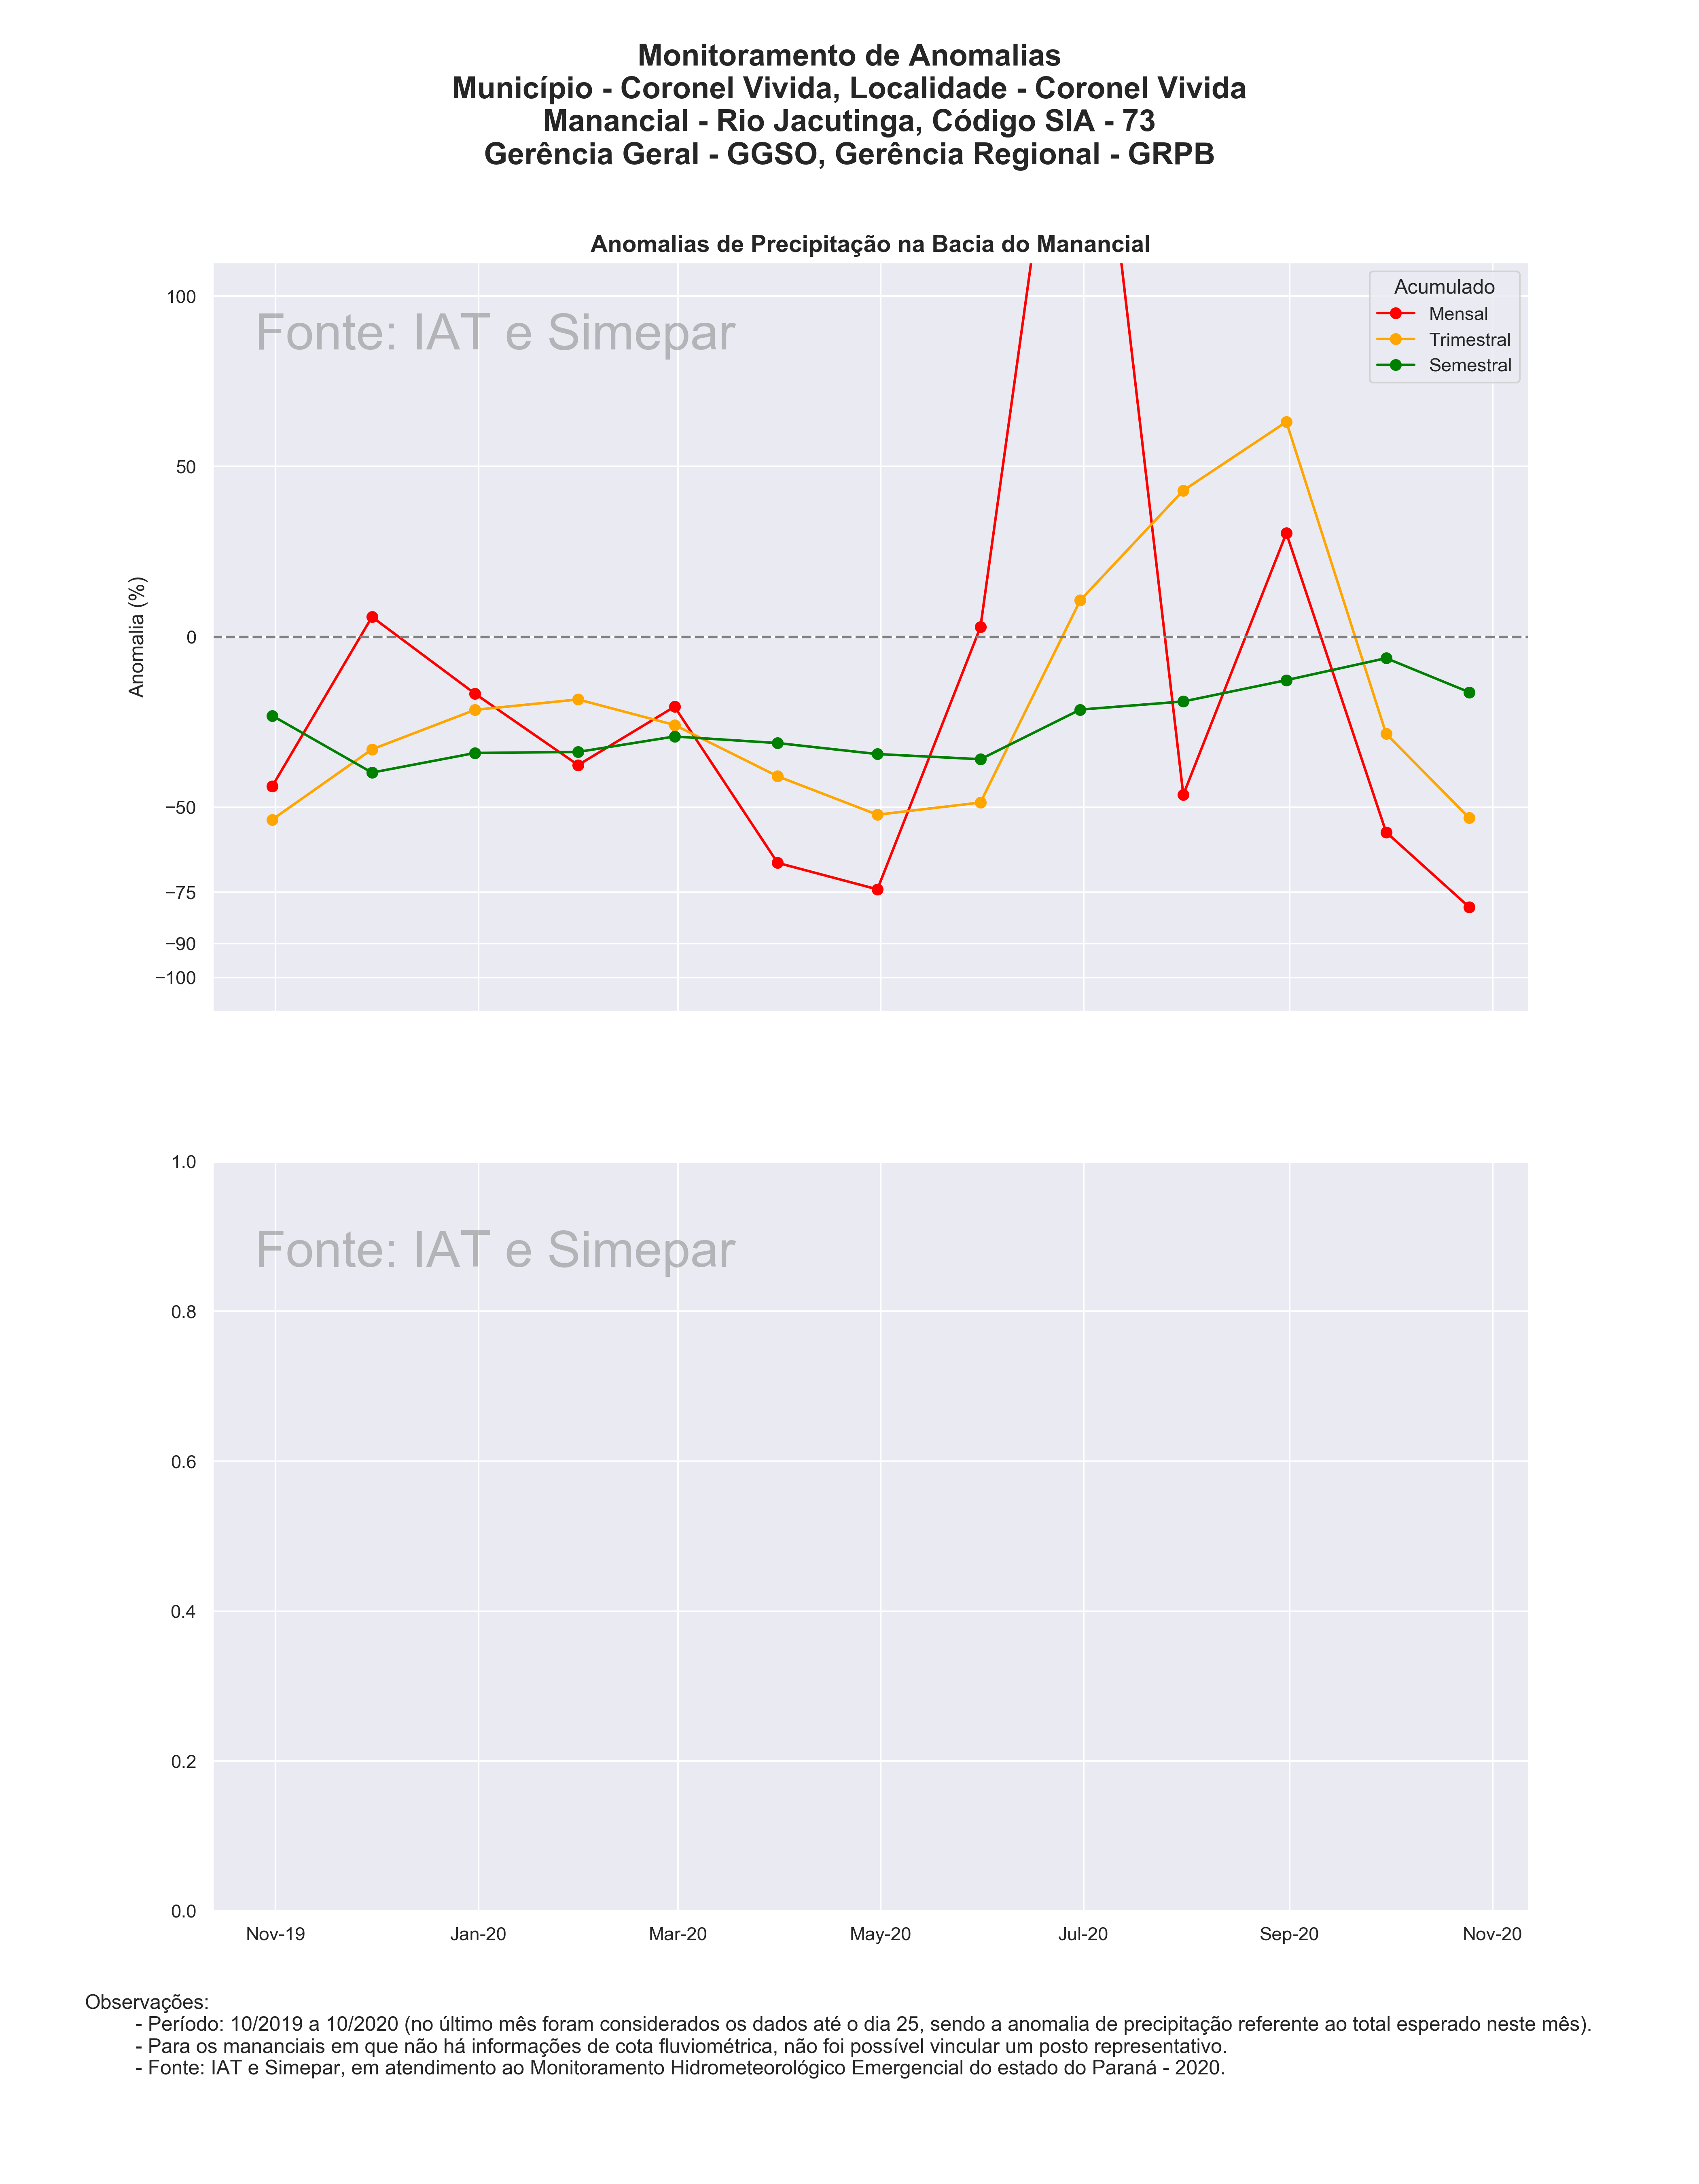 Monitoramento de Anomalias
Município - Coronel Vivida, Localidade - Coronel Vivida
Manancial - Rio Jacutinga, Código SIA - 73
Gerência Geral - GGSO, Gerência Regional - GRPB
Anomalias de Precipitação na Bacia do Manancial
Fonte: IAT e Simepar
Acumulado
Mensal
Trimestral
Semestral
Anomalia (%)
100
50
0
−50
−75
−90
−100
Fonte: IAT e Simepar
1.0
0.8
0.6
0.4
0.2
0.0
Nov-19 Jan-20 Mar-20 May-20 Jul-20 Sep-20 Nov-20
Observações:
- Período: 10/2019 a 10/2020 (no último mês foram considerados os dados até o dia 25, sendo a anomalia de precipitação referente ao total esperado neste mês).
- Para os mananciais em que não há informações de cota fluviométrica, não foi possível vincular um posto representativo.
- Fonte: IAT e Simepar, em atendimento ao Monitoramento Hidrometeorológico Emergencial do estado do Paraná - 2020.